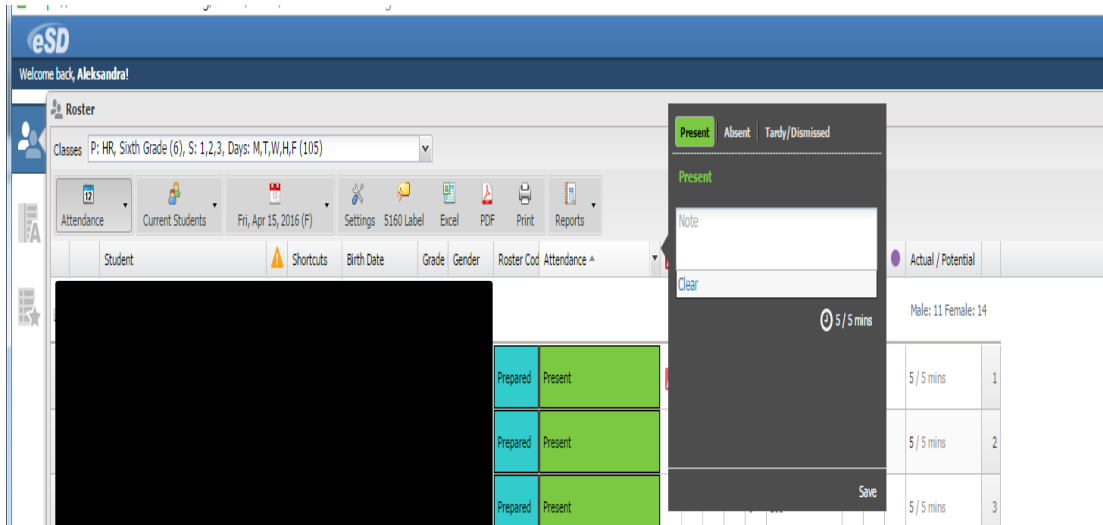 eSD
Welcome back, Aleksandra!
Roster
Classes P: HR, Sixth Grade (6), S: 1,2,3, Days: M,T,W,H,F (105)
12
Attendance Current Students Fri, Apr 15, 2016 (F) Settings 5160 Label Excel PDF Print Reports
Student Shortcuts Birth Date Grade Gender Roster Cod Attendance Actual / Potential
Male: 11 Female: 14
Prepared Present 5 / 5 mins 1
Prepared Present 5 / 5 mins 2
Prepared Present 5 / 5 mins 3
Present Absent Tardy/Dismissed
Present
Note
Clear
5 / 5 mins
Save